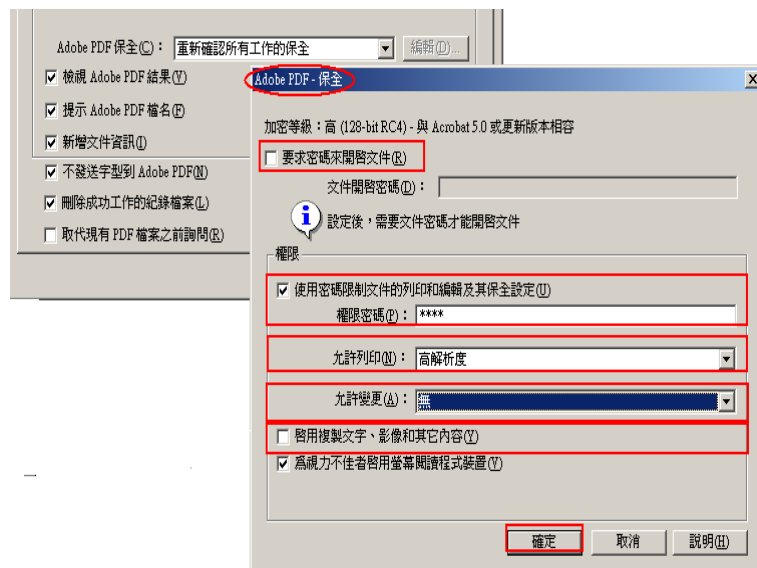 Adobe PDF 保全(C)： 重新確認所有工作的保全 編輯(D)...
檢視 Adobe PDF 結果(V)
提示 Adobe PDF 檔名(F)
新增文件資訊(I)
不發送字型到 Adobe PDF(N)
刪除成功工作的紀錄檔案(L)
取代現有 PDF 檔案之前詢問(R)
Adobe PDF - 保全
加密等級：高 (128-bit RC4) - 與 Acrobat 5.0 或更新版本相容
要求密碼來開啟文件(R)
文件開啟密碼(D)：
設定後，需要文件密碼才能開啟文件
權限
使用密碼限制文件的列印和編輯及其保全設定(U)
權限密碼(P)： ****
允許列印(N)： 高解析度
允許變更(A)： 無
啟用複製文字、影像和其它內容(Y)
為視力不佳者啟用螢幕閱讀程式裝置(Y)
確定 取消 說明(H)